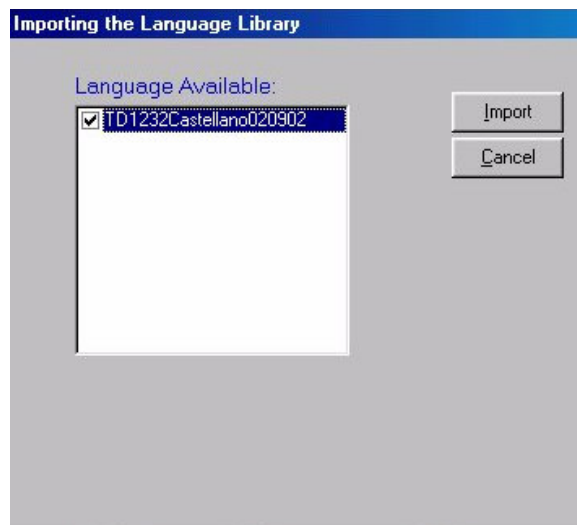 Importing the Language Library
Language Available:
TD1232Castellano020902
Import
Cancel